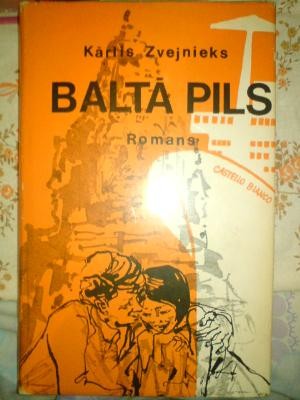 Kārlis Zvejnieks
BALTĀ PILS
Romans
CASTELLO BIANCO